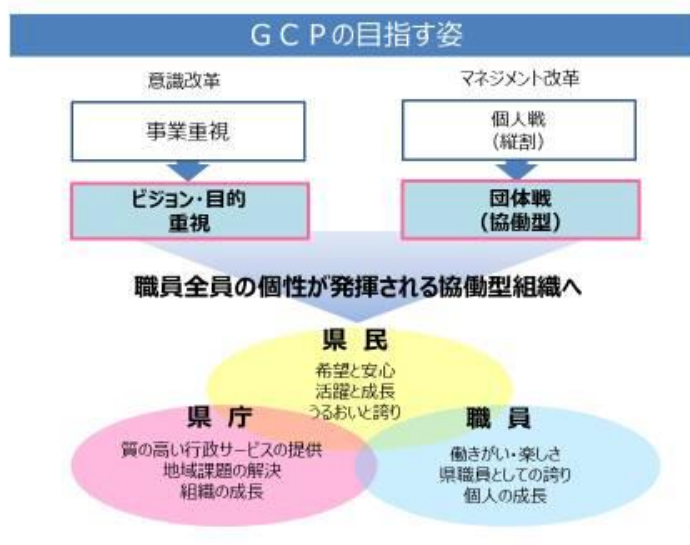 GCPの目指す姿
意識改革
マネジメント改革
事業重視
個人戦
(縦割)
ビジョン・目的
重視
団体戦
(協働型)
職員全員の個性が発揮される協働型組織へ
県 民
希望と安心
活躍と成長
うるおいと誇り
県 庁
質の高い行政サービスの提供
地域課題の解決
組織の成長
職 員
働きがい・楽しさ
県職員としての誇り
個人の成長